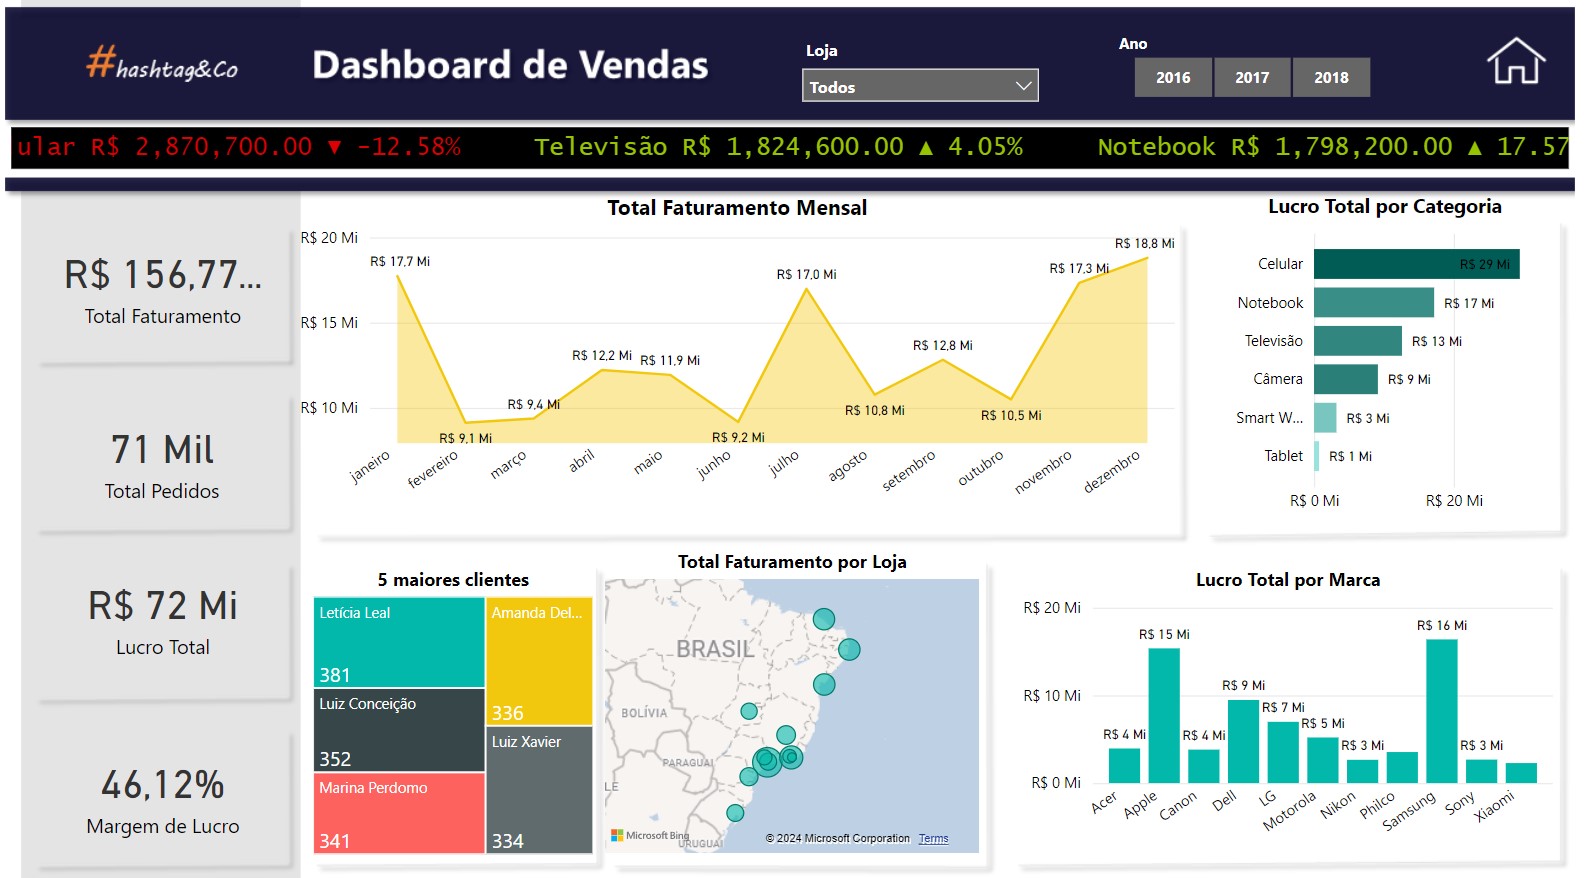 #hashtag&Co
Dashboard de Vendas
Loja
Todos
Ano
2016 2017 2018
ular R$ 2,870,700.00 ▼ -12.58% Televisão R$ 1,824,600.00 ▲ 4.05% Notebook R$ 1,798,200.00 ▲ 17.57
R$ 156,77...
Total Faturamento
71 Mil
Total Pedidos
R$ 72 Mi
Lucro Total
46,12%
Margem de Lucro
Total Faturamento Mensal
R$ 20 Mi
R$ 15 Mi
R$ 10 Mi
R$ 17,7 Mi
R$ 9,1 Mi
R$ 9,4 Mi
R$ 12,2 Mi
R$ 11,9 Mi
R$ 9,2 Mi
R$ 17,0 Mi
R$ 10,8 Mi
R$ 12,8 Mi
R$ 10,5 Mi
R$ 17,3 Mi
R$ 18,8 Mi
janeiro fevereiro março abril maio junho julho agosto setembro outubro novembro dezembro
Lucro Total por Categoria
Celular R$ 29 Mi
Notebook R$ 17 Mi
Televisão R$ 13 Mi
Câmera R$ 9 Mi
Smart W... R$ 3 Mi
Tablet R$ 1 Mi
R$ 0 Mi R$ 20 Mi
5 maiores clientes
Letícia Leal
381
Luiz Conceição
352
Marina Perdomo
341
Amanda Del...
336
Luiz Xavier
334
Total Faturamento por Loja
BRASIL
BOLÍVIA
PARAGUAI
LE
URUGUAI
Microsoft Bing
© 2024 Microsoft Corporation Terms
Lucro Total por Marca
R$ 20 Mi
R$ 10 Mi
R$ 0 Mi
R$ 4 Mi
R$ 15 Mi
R$ 4 Mi
R$ 9 Mi
R$ 7 Mi
R$ 5 Mi
R$ 3 Mi
R$ 16 Mi
R$ 3 Mi
Acer Apple Canon Dell LG Motorola Nikon Philco Samsung Sony Xiaomi